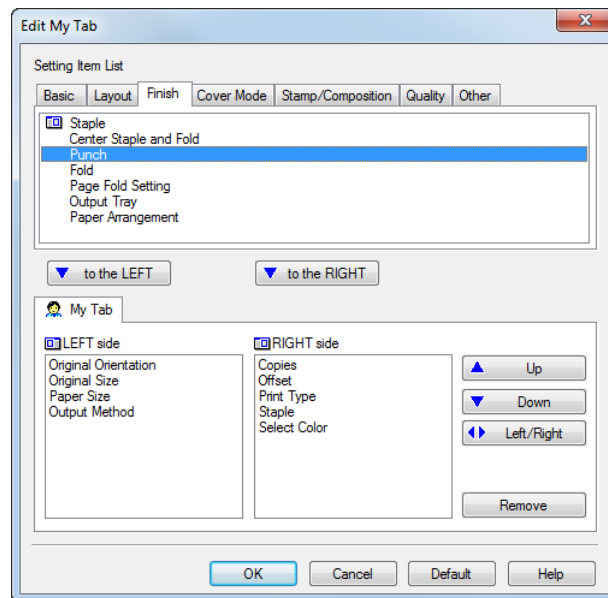 Edit My Tab
Setting Item List
Basic Layout Finish Cover Mode Stamp/Composition Quality Other
Staple
Center Staple and Fold
Punch
Fold
Page Fold Setting
Output Tray
Paper Arrangement
to the LEFT to the RIGHT
My Tab
LEFT side RIGHT side
Original Orientation Copies
Original Size Offset
Paper Size Print Type
Output Method Staple
Select Color
Up
Down
Left/Right
Remove
OK Cancel Default Help